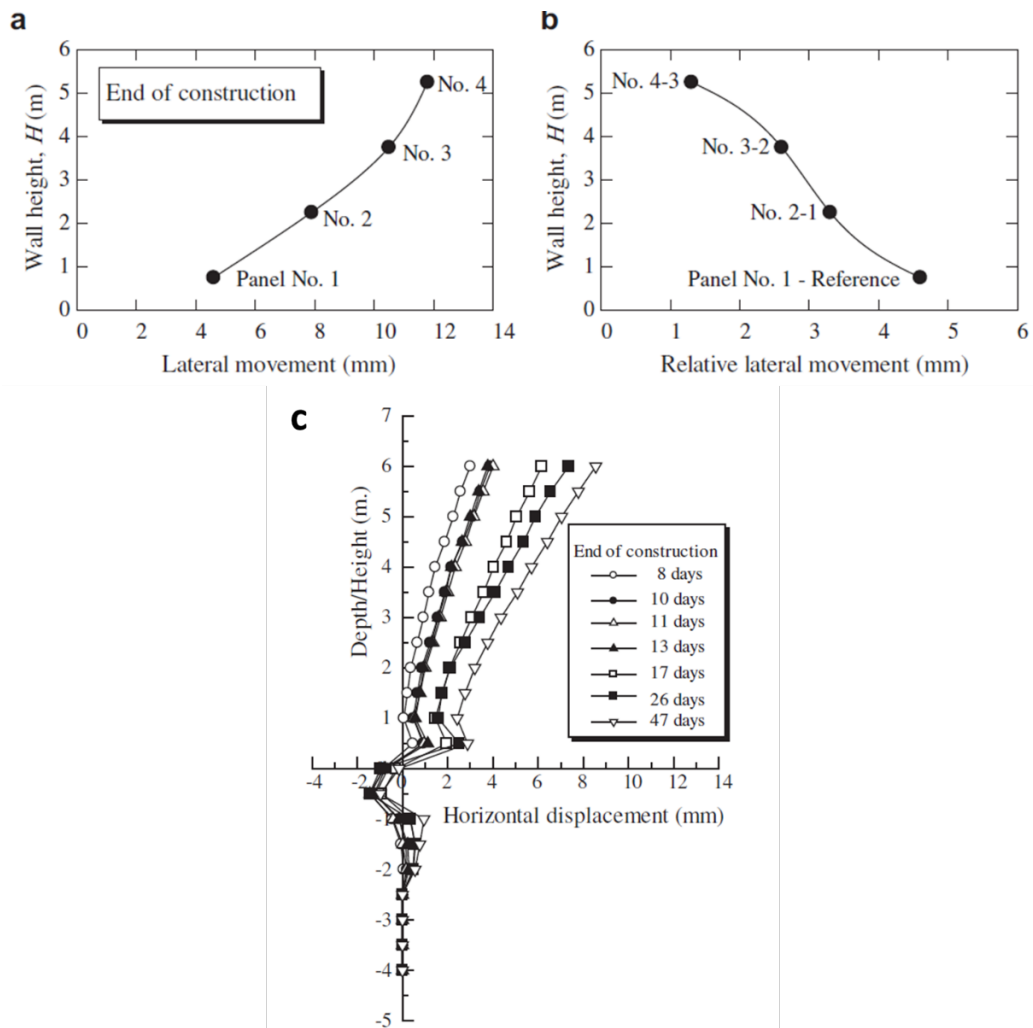 a
6
5
4
3
2
1
0
Wall height, H (m)
End of construction
No. 4
No. 3
No. 2
Panel No. 1
0 2 4 6 8 10 12 14
Lateral movement (mm)
b
6
5
4
3
2
1
0
Wall height, H (m)
No. 4-3
No. 3-2
No. 2-1
Panel No. 1 - Reference
0 1 2 3 4 5 6
Relative lateral movement (mm)
c
7
6
5
4
3
2
1
Depth/Height (m.)
End of construction
8 days
10 days
11 days
13 days
17 days
26 days
47 days
-4 -2 0 2 4 6 8 10 12 14
Horizontal displacement (mm)
-2
-3
-4
-5